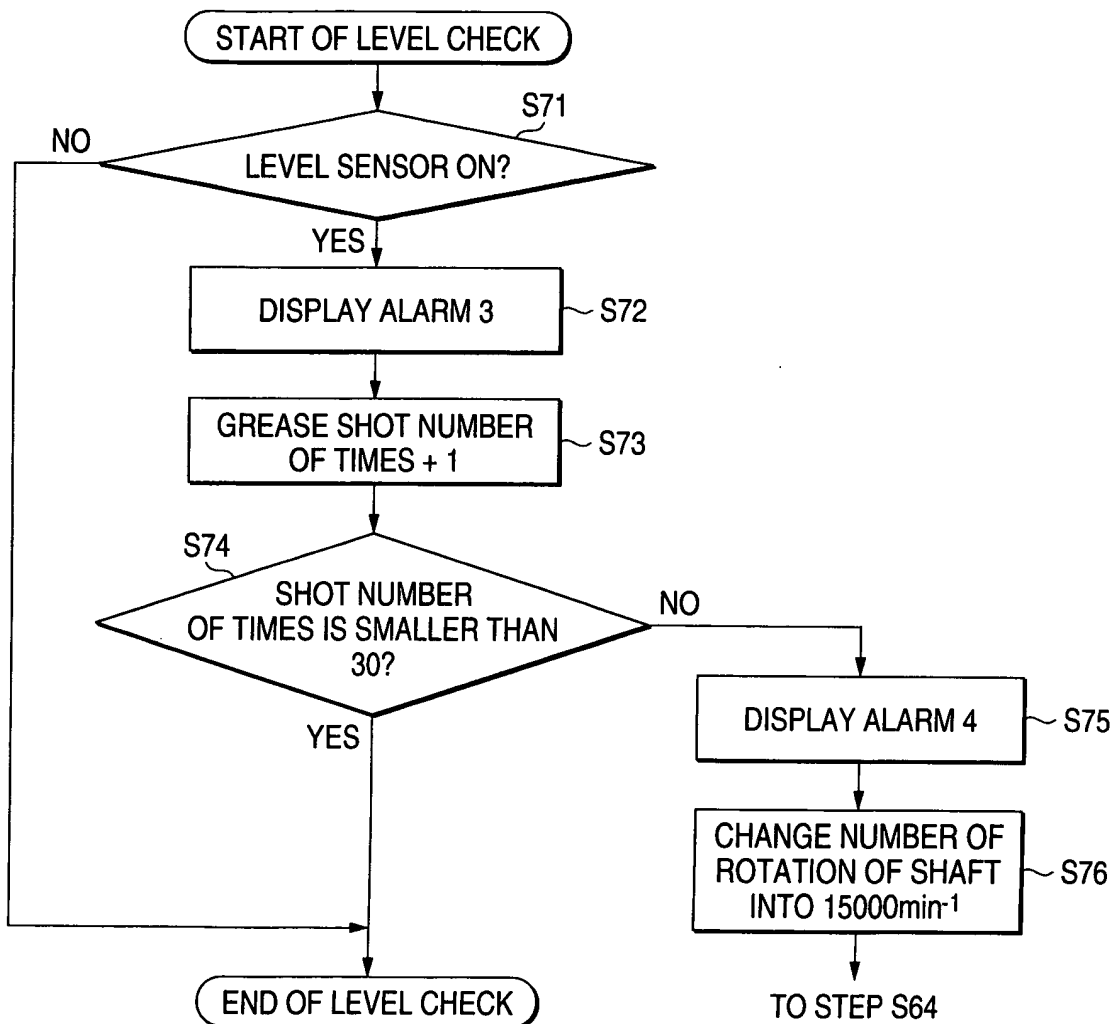 START OF LEVEL CHECK
S71
NO
LEVEL SENSOR ON?
YES
DISPLAY ALARM 3
S72
GREASE SHOT NUMBER
OF TIMES + 1
S73
S74
SHOT NUMBER
OF TIMES IS SMALLER THAN
30?
NO
YES
DISPLAY ALARM 4
S75
CHANGE NUMBER OF
ROTATION OF SHAFT
INTO 15000min⁻¹
S76
END OF LEVEL CHECK
TO STEP S64